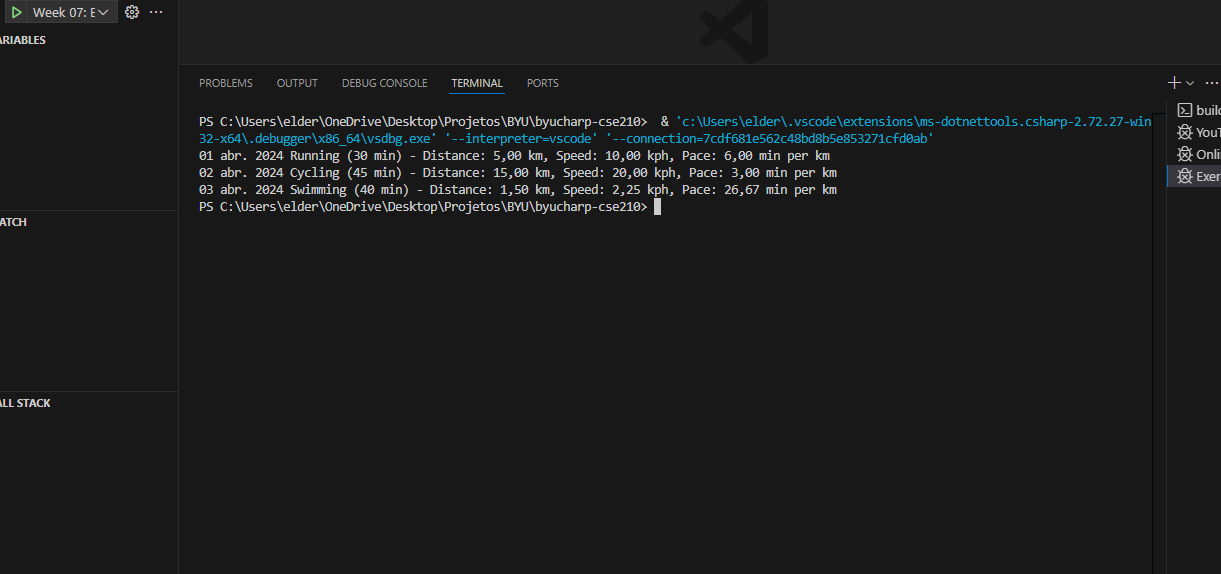 Week 07: E
ARIABLES
PROBLEMS OUTPUT DEBUG CONSOLE TERMINAL PORTS
PS C:\Users\elder\OneDrive\Desktop\Projetos\BYU\byucharp-cse210>  & 'c:\Users\elder\.vscode\extensions\ms-dotnettools.csharp-2.72.27-win
32-x64\.debugger\x86_64\vsdbg.exe' '--interpreter=vscode' '--connection=7cdf681e562c48bd8b5e853271cfd0ab'
01 abr. 2024 Running (30 min) - Distance: 5,00 km, Speed: 10,00 kph, Pace: 6,00 min per km
02 abr. 2024 Cycling (45 min) - Distance: 15,00 km, Speed: 20,00 kph, Pace: 3,00 min per km
03 abr. 2024 Swimming (40 min) - Distance: 1,50 km, Speed: 2,25 kph, Pace: 26,67 min per km
PS C:\Users\elder\OneDrive\Desktop\Projetos\BYU\byucharp-cse210>
build
YouT
Onli
Exer
ATCH
ALL STACK